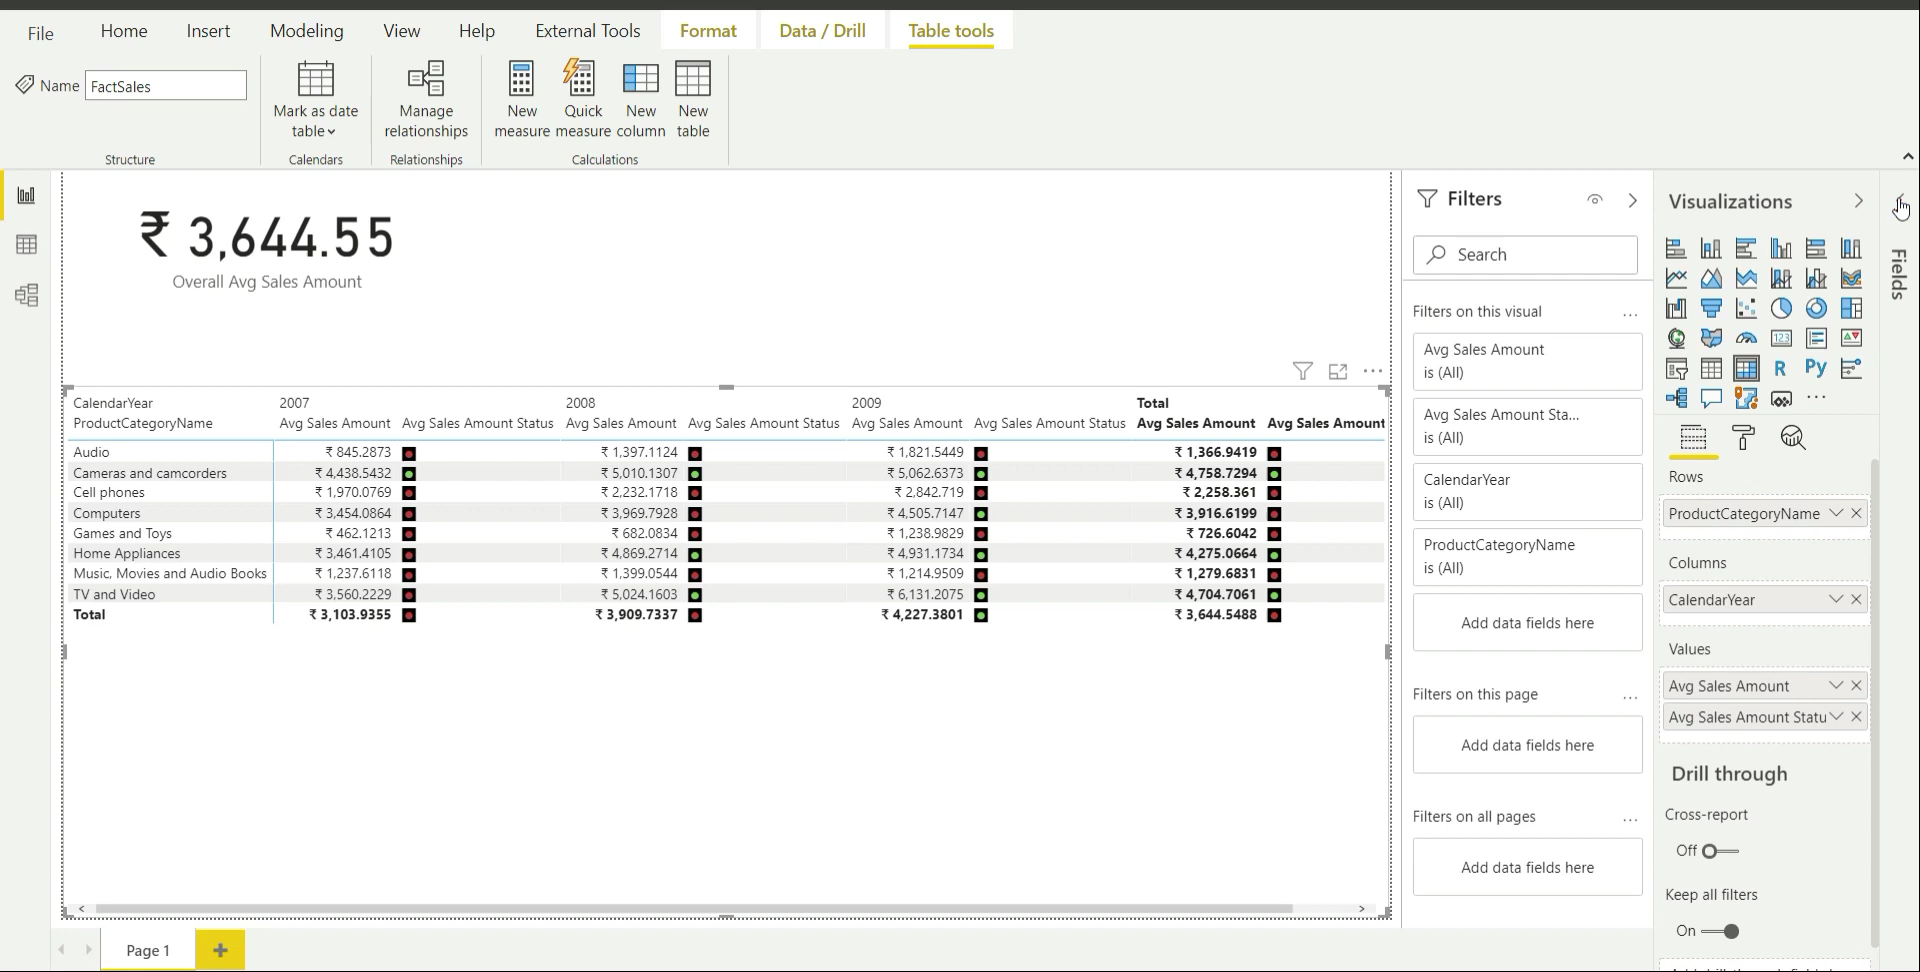 File Home Insert Modeling View Help External Tools Format Data / Drill Table tools
Name FactSales
Mark as date table
Manage relationships
New measure
Quick measure
New column
New table
Structure Calendars Relationships Calculations
₹ 3,644.55
Overall Avg Sales Amount
CalendarYear 2007 2008 2009 Total
ProductCategoryName Avg Sales Amount Avg Sales Amount Status Avg Sales Amount Avg Sales Amount Status Avg Sales Amount Avg Sales Amount Status Avg Sales Amount Avg Sales Amount
Audio ₹ 845.2873 ₹ 1,397.1124 ₹ 1,821.5449 ₹ 1,366.9419
Cameras and camcorders ₹ 4,438.5432 ₹ 5,010.1307 ₹ 5,062.6373 ₹ 4,758.7294
Cell phones ₹ 1,970.0769 ₹ 2,232.1718 ₹ 2,842.719 ₹ 2,258.361
Computers ₹ 3,454.0864 ₹ 3,969.7928 ₹ 4,505.7147 ₹ 3,916.6199
Games and Toys ₹ 462.1213 ₹ 682.0834 ₹ 1,238.9829 ₹ 726.6042
Home Appliances ₹ 3,461.4105 ₹ 4,869.2714 ₹ 4,931.1734 ₹ 4,275.0664
Music, Movies and Audio Books ₹ 1,237.6118 ₹ 1,399.0544 ₹ 1,214.9509 ₹ 1,279.6831
TV and Video ₹ 3,560.2229 ₹ 5,024.1603 ₹ 6,131.2075 ₹ 4,704.7061
Total ₹ 3,103.9355 ₹ 3,909.7337 ₹ 4,227.3801 ₹ 3,644.5488
Page 1
Filters
Search
Filters on this visual
Avg Sales Amount
is (All)
Avg Sales Amount Sta...
is (All)
CalendarYear
is (All)
ProductCategoryName
is (All)
Add data fields here
Filters on this page
Add data fields here
Filters on all pages
Add data fields here
Visualizations
123
R Py
Rows
ProductCategoryName
Columns
CalendarYear
Values
Avg Sales Amount
Avg Sales Amount Statu
Drill through
Cross-report
Off
Keep all filters
On
Fields